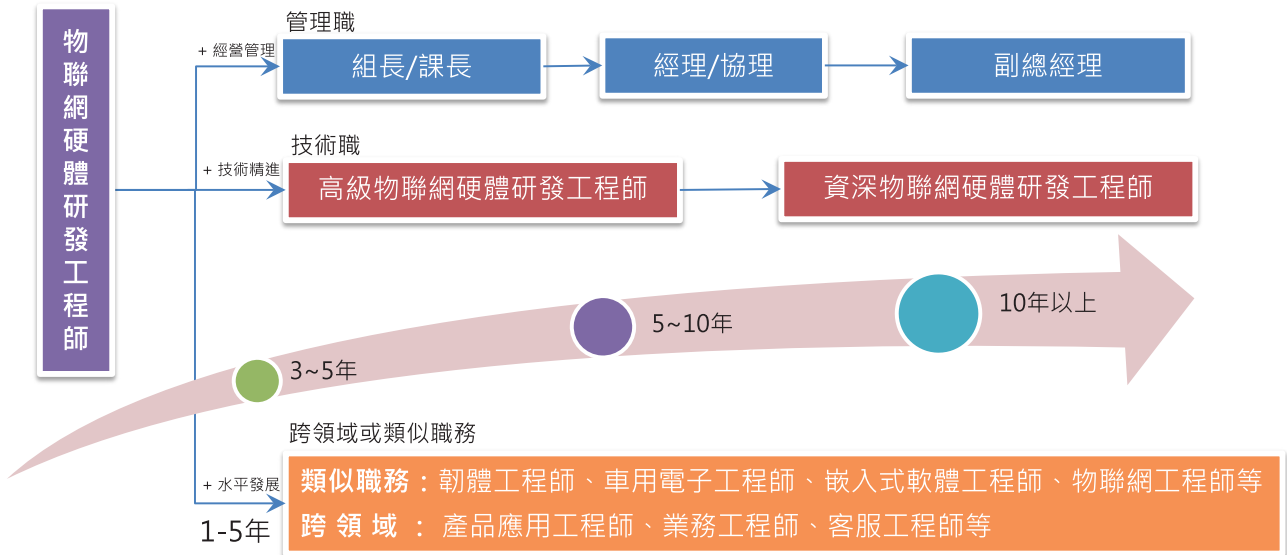 物聯網硬體研發工程師
管理職
+ 經營管理
組長/課長
經理/協理
副總經理
技術職
+ 技術精進
高級物聯網硬體研發工程師
資深物聯網硬體研發工程師
3~5年
5~10年
10年以上
跨領域或類似職務
+ 水平發展
1-5年
類似職務：韌體工程師、車用電子工程師、嵌入式軟體工程師、物聯網工程師等
跨領域：產品應用工程師、業務工程師、客服工程師等